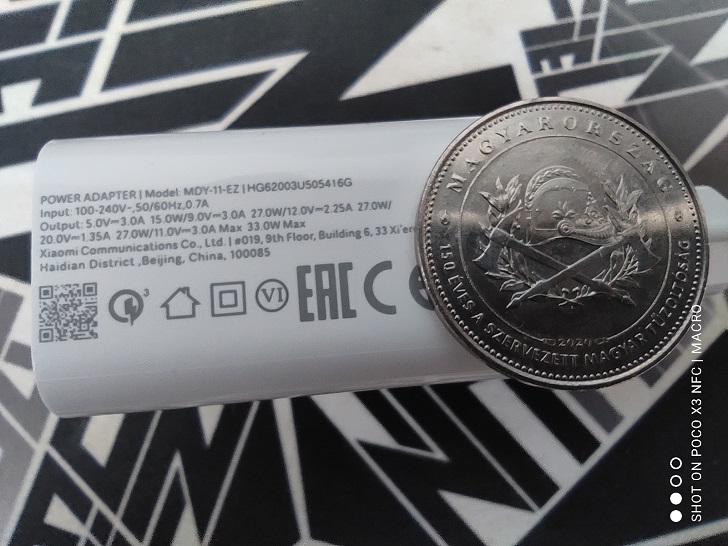 POWER ADAPTER | Model: MDY-11-EZ | HG62003U505416G
Input: 100-240V~,50/60Hz,0.7A
Output: 5.0V⎓3.0A 15.0W/9.0V⎓3.0A 27.0W/12.0V⎓2.25A 27.0W/
20.0V⎓1.35A 27.0W/11.0V⎓3.0A Max 33.0W Max
Xiaomi Communications Co., Ltd. | #019, 9th Floor, Building 6, 33
Haidian District ,Beijing, China, 100085
3
VI
EAC C
MAGYARORSZÁG
150 ÉVES A SZERVEZETT MAGYAR TŰZOLTÓSÁG
2020
SHOT ON POCO X3 NFC | MACRO